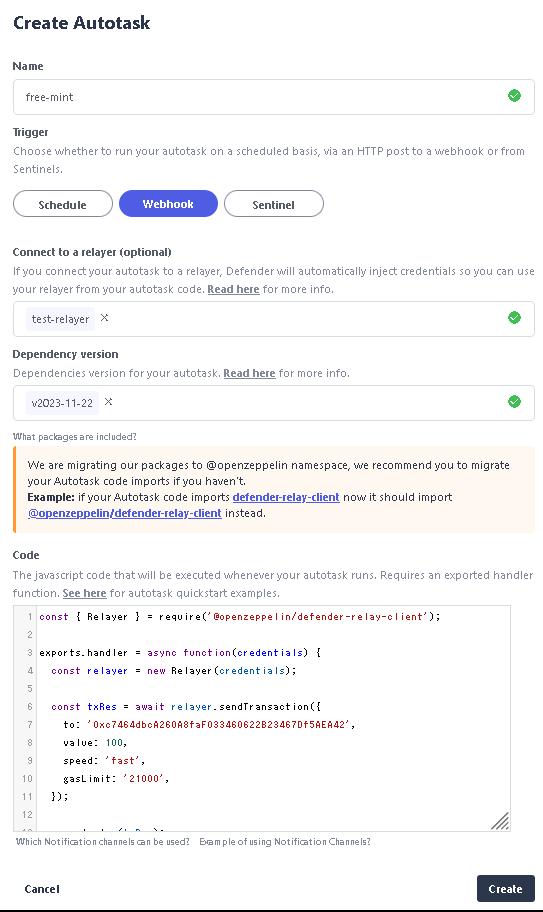 Create Autotask
Name
free-mint
Trigger
Choose whether to run your autotask on a scheduled basis, via an HTTP post to a webhook or from
Sentinels.
Schedule
Webhook
Sentinel
Connect to a relayer (optional)
If you connect your autotask to a relayer, Defender will automatically inject credentials so you can use
your relayer from your autotask code. Read here for more info.
test-relayer
Dependency version
Dependencies version for your autotask. Read here for more info.
v2023-11-22
What packages are included?
We are migrating our packages to @openzeppelin namespace, we recommend you to migrate
your Autotask code imports if you haven't.
Example: if your Autotask code imports defender-relay-client now it should import
@openzeppelin/defender-relay-client instead.
Code
The javascript code that will be executed whenever your autotask runs. Requires an exported handler
function. See here for autotask quickstart examples.
1 const { Relayer } = require('@openzeppelin/defender-relay-client');
2
3 exports.handler = async function(credentials) {
4 const relayer = new Relayer(credentials);
5
6 const txRes = await relayer.sendTransaction({
7 to: '0xc7464dbcA260A8faF033460622B23467Df5AEA42',
8 value: 100,
9 speed: 'fast',
10 gasLimit: '21000',
11 });
12
Which Notification channels can be used? Example of using Notification Channels?
Cancel
Create